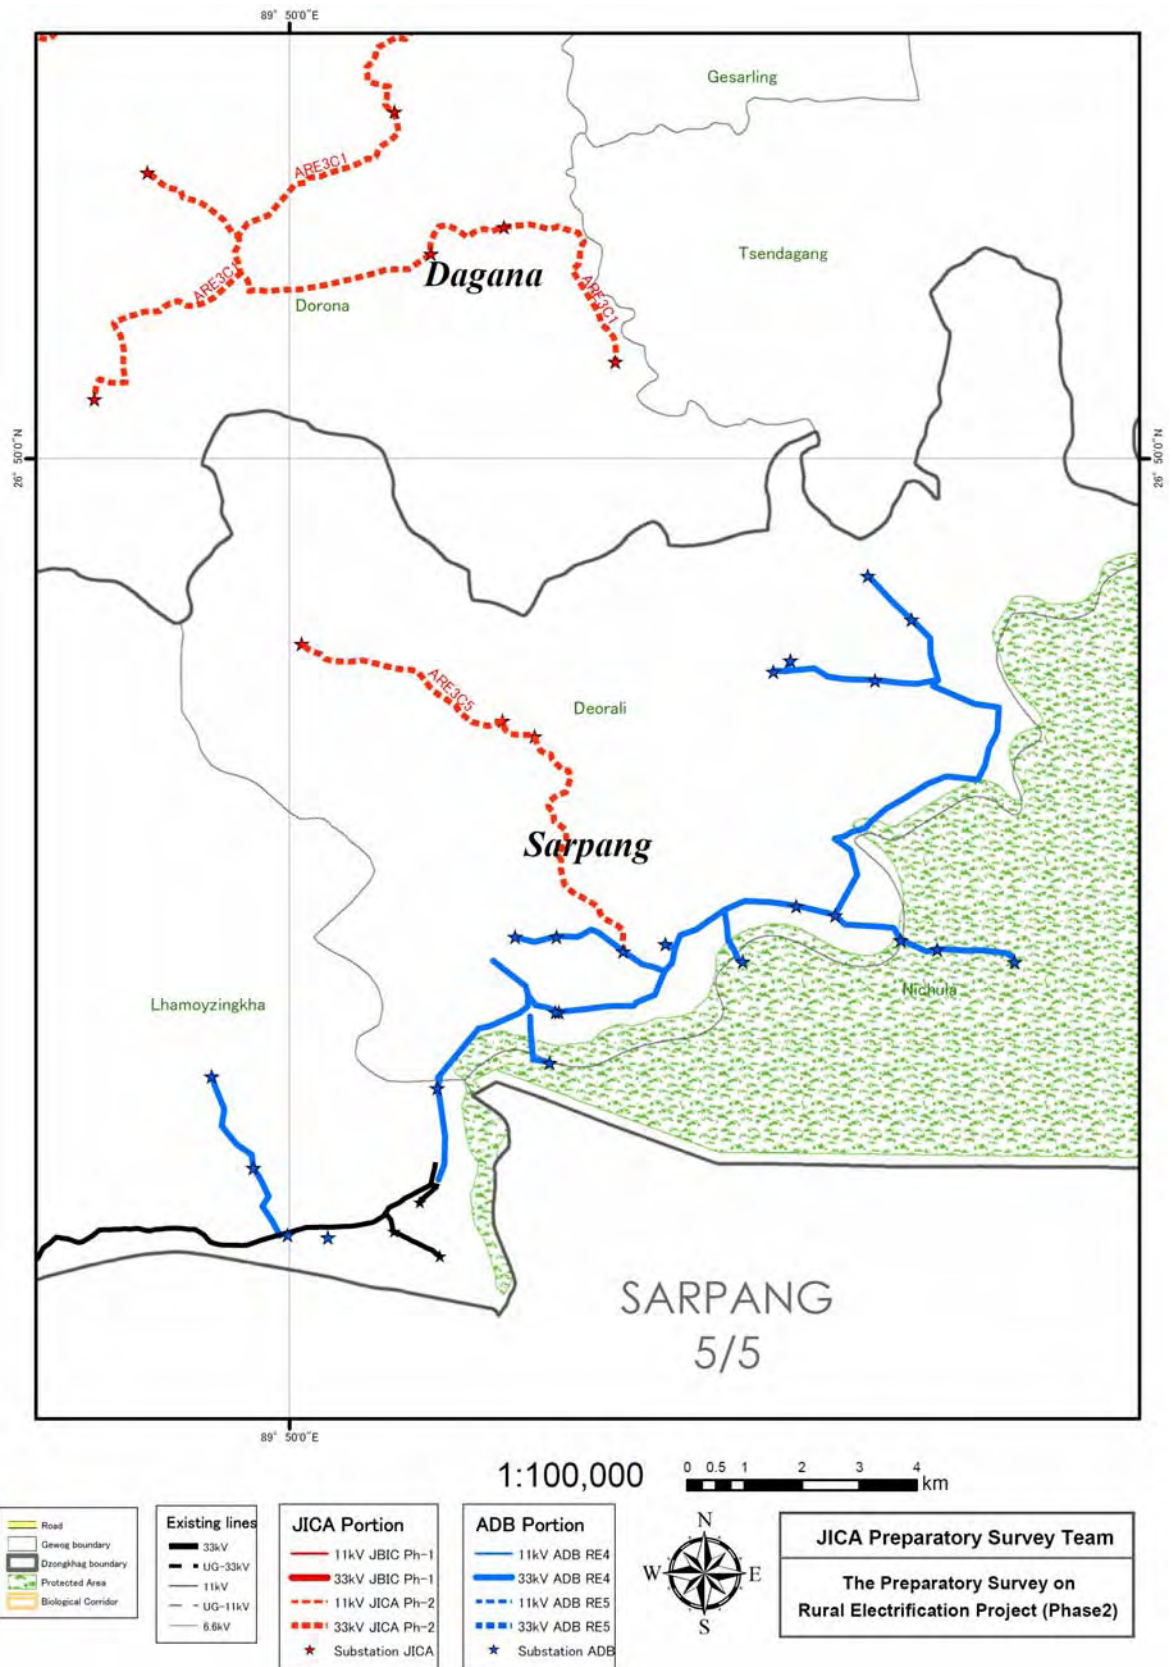 89° 50'0"E
Gesarling
ARE3C1
Tsendagang
Dagana
ARE3C1
ARE3C1
Dorona
26° 50'0"N
26° 50'0"N
ARE3C5
Deorali
Sarpang
Nichula
Lhamoyzingkha
SARPANG
5/5
89° 50'0"E
1:100,000
0 0.5 1 2 3 4
km
Road
Gewog boundary
Dzongkhag boundary
Protected Area
Biological Corridor
Existing lines
33kV
UG-33kV
11kV
UG-11kV
6.6kV
JICA Portion
11kV JBIC Ph-1
33kV JBIC Ph-1
11kV JICA Ph-2
33kV JICA Ph-2
Substation JICA
ADB Portion
11kV ADB RE4
33kV ADB RE4
11kV ADB RE5
33kV ADB RE5
Substation ADB
N
W E
S
JICA Preparatory Survey Team
The Preparatory Survey on
Rural Electrification Project (Phase2)